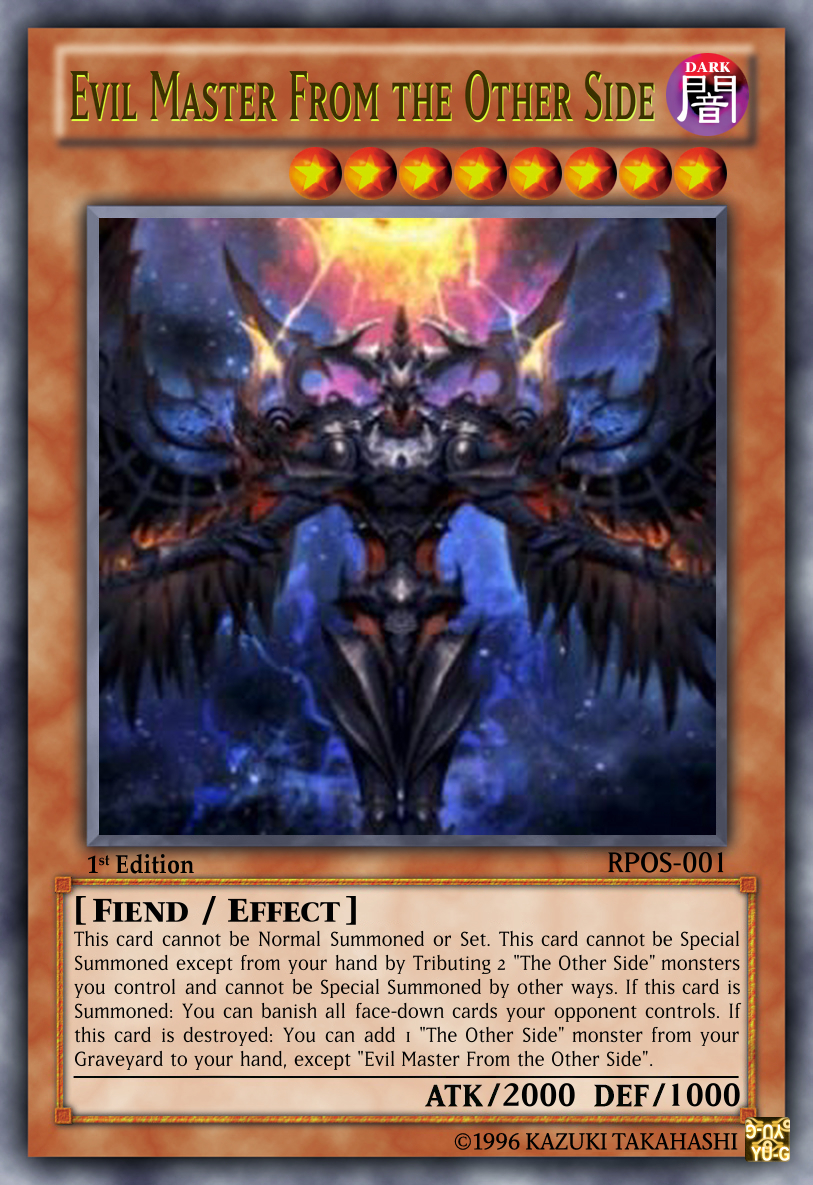 Evil Master From the Other Side
DARK
闇
1st Edition
RPOS-001
[ Fiend / Effect ]
This card cannot be Normal Summoned or Set. This card cannot be Special
Summoned except from your hand by Tributing 2 "The Other Side" monsters
you control and cannot be Special Summoned by other ways. If this card is
Summoned: You can banish all face-down cards your opponent controls. If
this card is destroyed: You can add 1 "The Other Side" monster from your
Graveyard to your hand, except "Evil Master From the Other Side".
ATK/2000 DEF/1000
©1996 KAZUKI TAKAHASHI